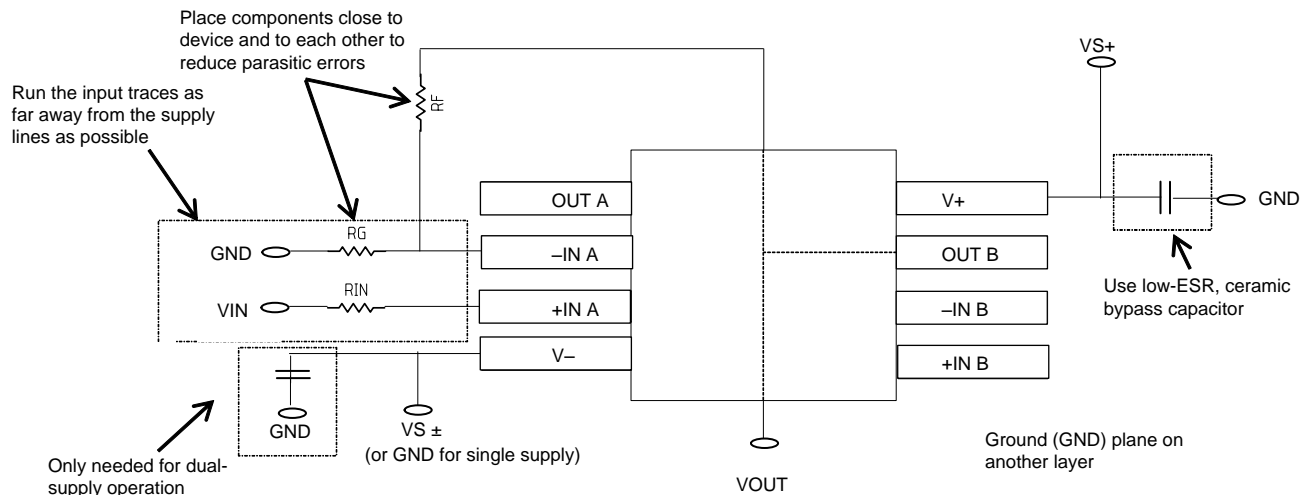 Place components close to
device and to each other to
reduce parasitic errors
Run the input traces as
far away from the supply
lines as possible
RF
VS+
OUT A
V+
GND
GND
RG
–IN A
OUT B
VIN
RIN
+IN A
–IN B
Use low-ESR, ceramic
bypass capacitor
V–
+IN B
GND
VS ±
(or GND for single supply)
Only needed for dual-
supply operation
VOUT
Ground (GND) plane on
another layer